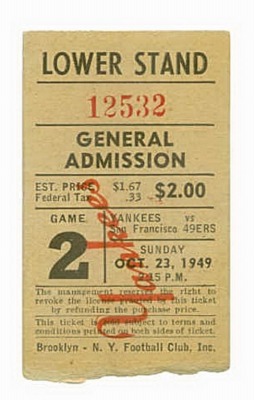 LOWER STAND
12532
GENERAL
ADMISSION
EST. PRICE $1.67 $2.00
Federal Tax .33
GAME YANKEES vs
San Francisco 49ERS
2 SUNDAY
OCT. 23, 1949
2:15 P.M.
The management reserves the right to
revoke the license granted by this ticket
by refunding the purchase price.
This ticket is sold subject to terms and
conditions printed on both sides of ticket.
Brooklyn - N. Y. Football Club, Inc.